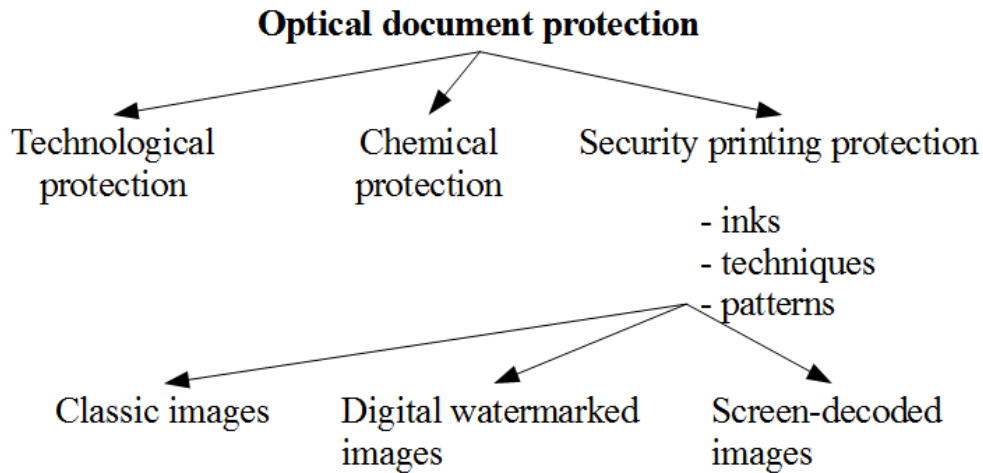 Optical document protection
Technological
protection
Chemical
protection
Security printing protection
- inks
- techniques
- patterns
Classic images
Digital watermarked
images
Screen-decoded
images